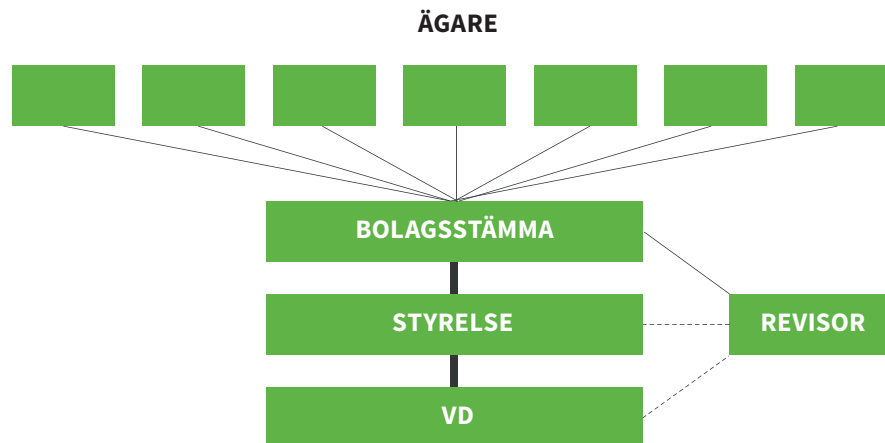 ÄGARE
BOLAGSSTÄMMA
STYRELSE
REVISOR
VD